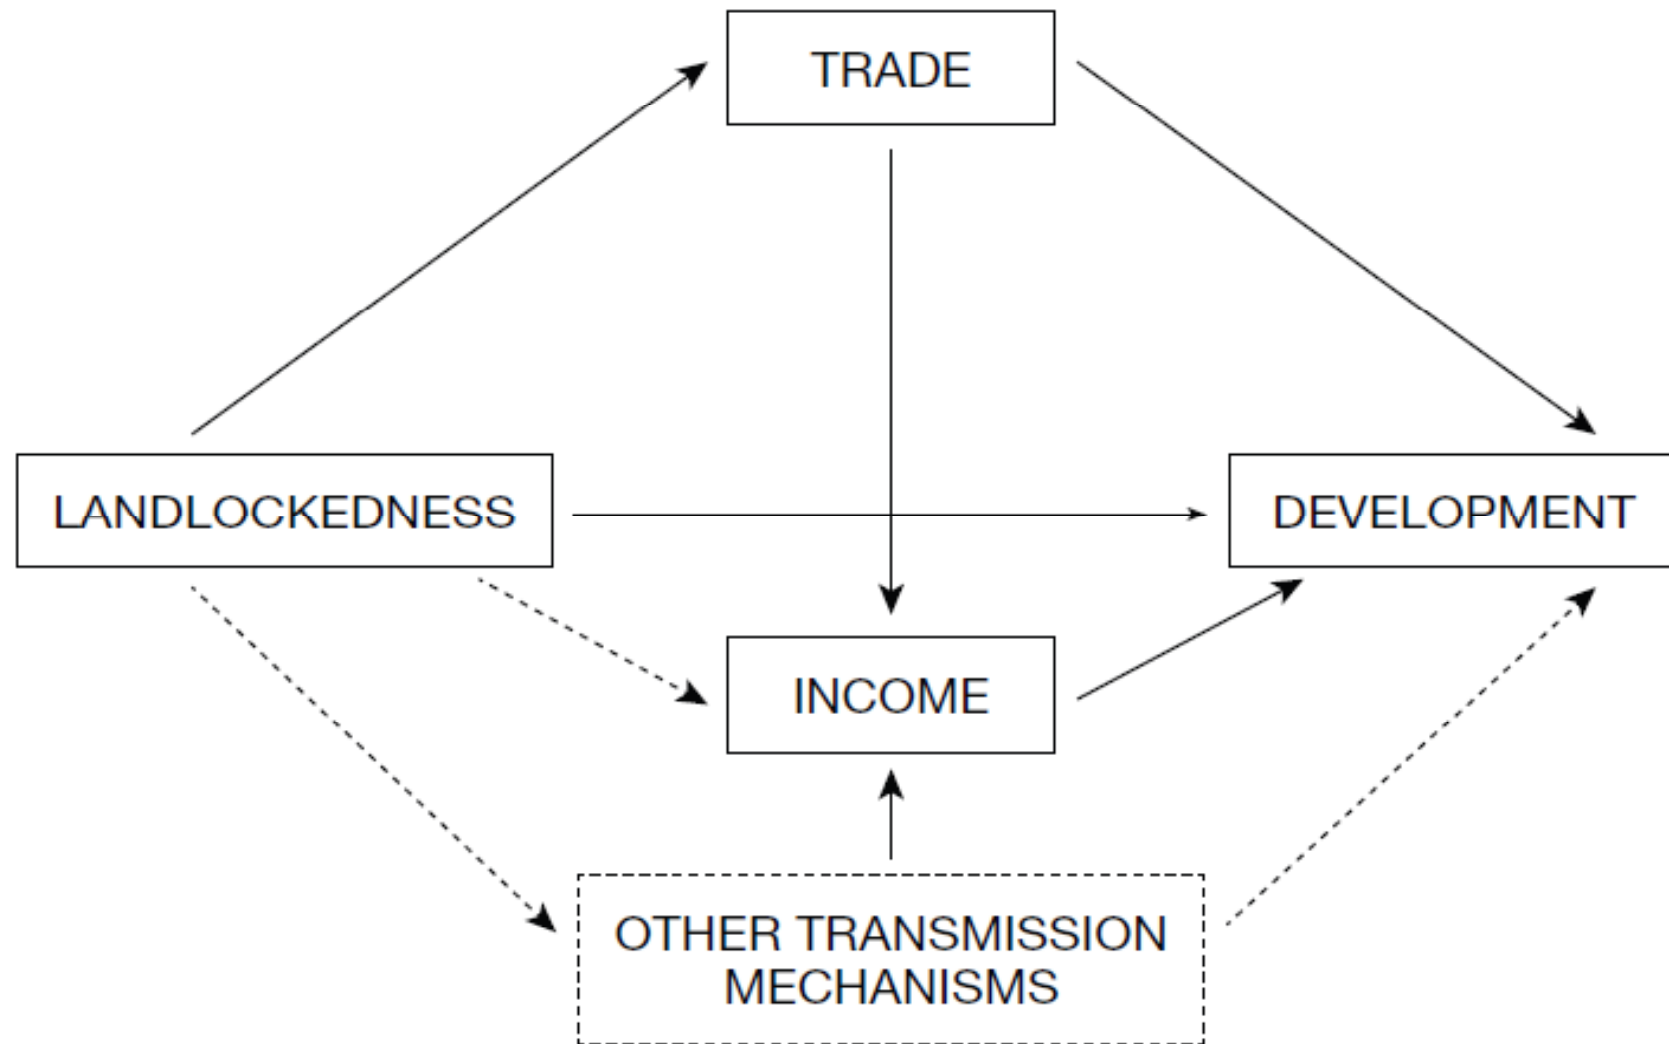 TRADE
LANDLOCKEDNESS
DEVELOPMENT
INCOME
OTHER TRANSMISSION
MECHANISMS